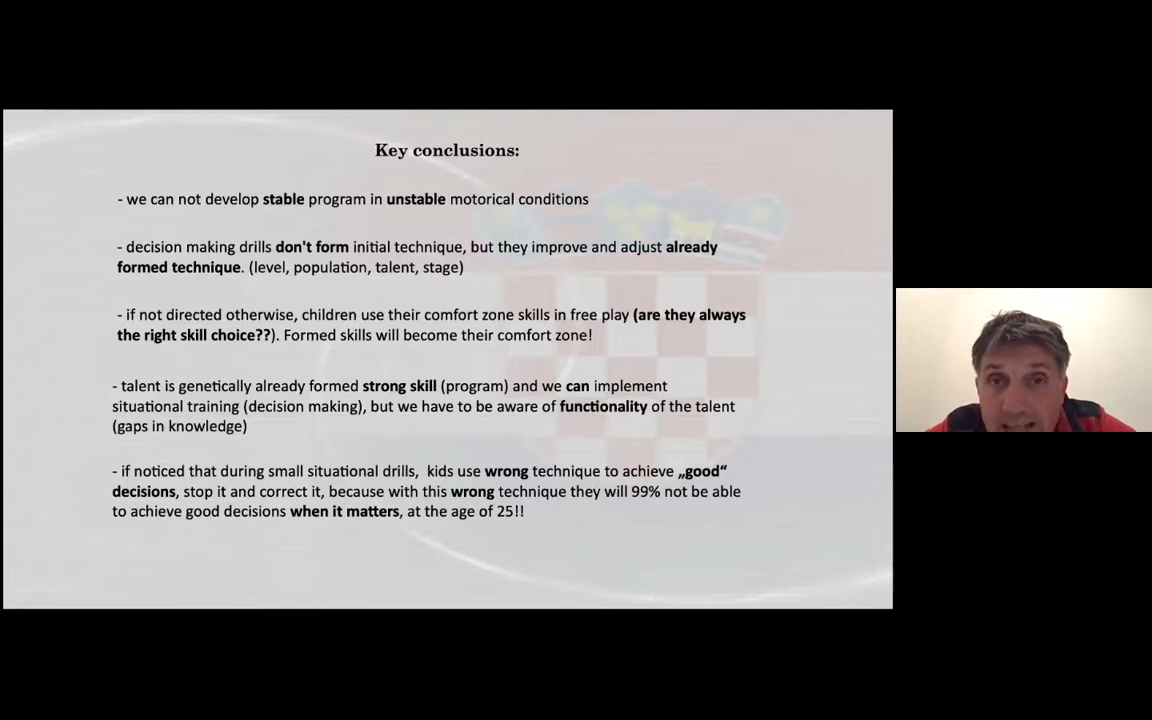 Key conclusions:
- we can not develop stable program in unstable motorical conditions
- decision making drills don't form initial technique, but they improve and adjust already
formed technique. (level, population, talent, stage)
- if not directed otherwise, children use their comfort zone skills in free play (are they always
the right skill choice??). Formed skills will become their comfort zone!
- talent is genetically already formed strong skill (program) and we can implement
situational training (decision making), but we have to be aware of functionality of the talent
(gaps in knowledge)
- if noticed that during small situational drills, kids use wrong technique to achieve „good“
decisions, stop it and correct it, because with this wrong technique they will 99% not be able
to achieve good decisions when it matters, at the age of 25!!